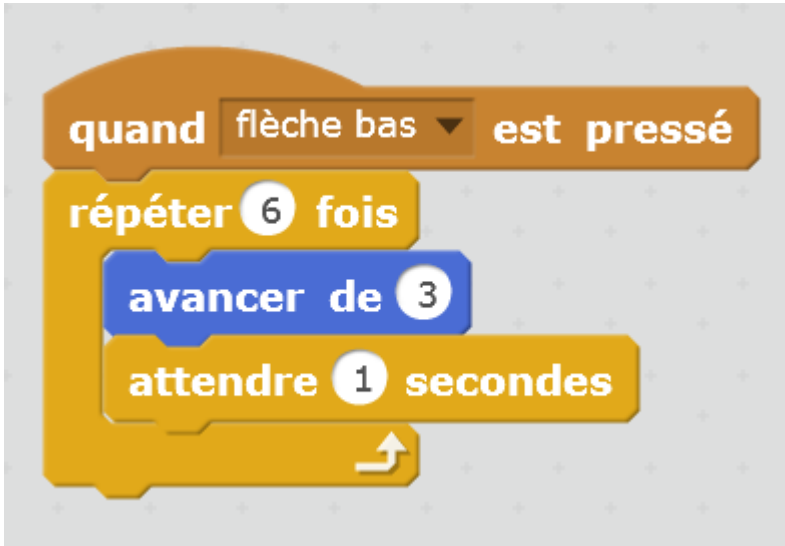 quand flèche bas est pressé
répéter 6 fois
avancer de 3
attendre 1 secondes